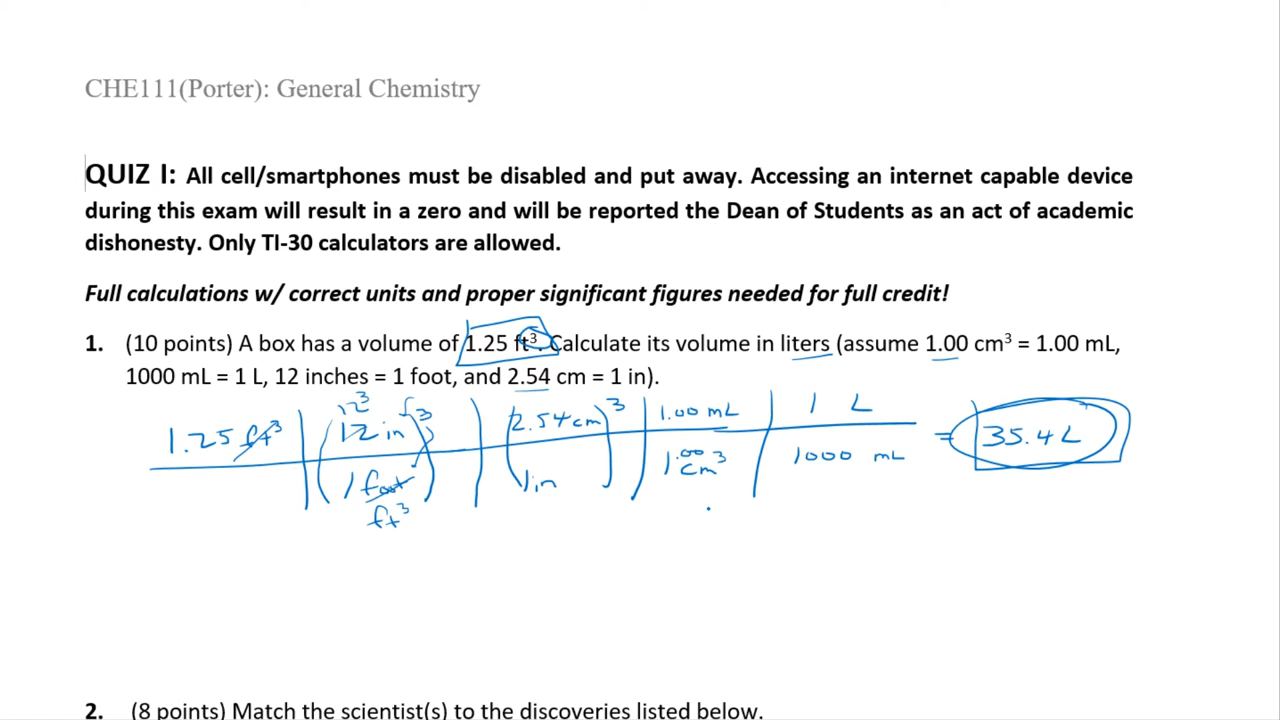 CHE111(Porter): General Chemistry
QUIZ I: All cell/smartphones must be disabled and put away. Accessing an internet capable device
during this exam will result in a zero and will be reported the Dean of Students as an act of academic
dishonesty. Only TI-30 calculators are allowed.
Full calculations w/ correct units and proper significant figures needed for full credit!
1. (10 points) A box has a volume of 1.25 ft³. Calculate its volume in liters (assume 1.00 cm³ = 1.00 mL,
1000 mL = 1 L, 12 inches = 1 foot, and 2.54 cm = 1 in).
12³
1.25 ft³ (12 in)³ (2.54 cm)³ 1.00 mL 1 L = 35.4 L
1 foot 1 in 1.00 cm³ 1000 mL
ft³
2. (8 points) Match the scientist(s) to the discoveries listed below.